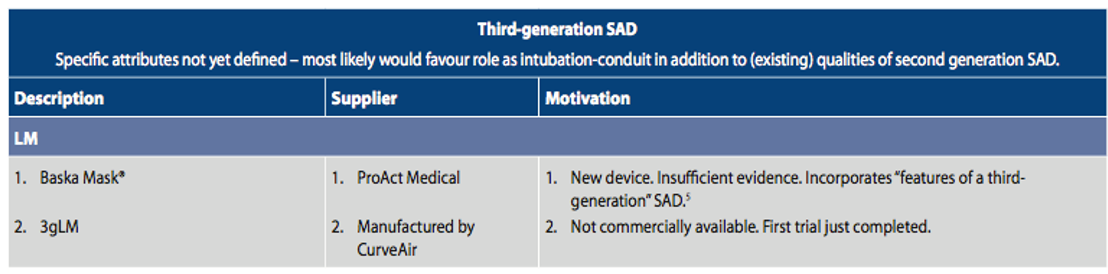 Third-generation SAD
Specific attributes not yet defined – most likely would favour role as intubation-conduit in addition to (existing) qualities of second generation SAD.
Description Supplier Motivation
LM
1. Baska Mask® 1. ProAct Medical 1. New device. Insufficient evidence. Incorporates “features of a third-
generation” SAD.5
2. 3gLM 2. Manufactured by 2. Not commercially available. First trial just completed.
CurveAir